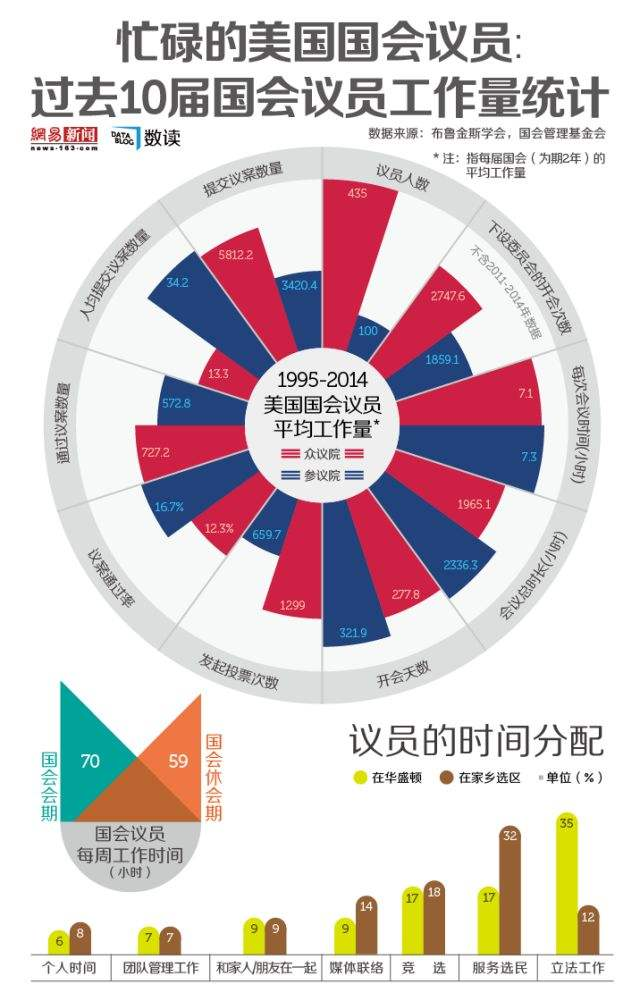 忙碌的美国国会议员:
过去10届国会议员工作量统计
網易 新闻
news·163·com
DATA
BLOG
数读
数据来源：布鲁金斯学会，国会管理基金会
*注：指每届国会（为期2年）的
平均工作量
议员人数
435
100
下设委员会的开会次数
不含2011-2014年数据
2747.6
1859.1
每次会议时间(小时)
7.1
7.3
会议总时长(小时)
1965.1
2336.3
开会天数
277.8
321.9
发起投票次数
1299
659.7
议案通过率
12.3%
16.7%
通过议案数量
727.2
572.8
人均提交议案数量
13.3
34.2
提交议案数量
5812.2
3420.4
1995-2014
美国国会议员
平均工作量*
众议院
参议院
国会会期
70
59
国会休会期
国会议员
每周工作时间
（小时）
议员的时间分配
在华盛顿
在家乡选区
单位（%）
6
8
7
7
9
9
9
14
17
18
17
32
35
12
个人时间
团队管理工作
和家人/朋友在一起
媒体联络
竞 选
服务选民
立法工作